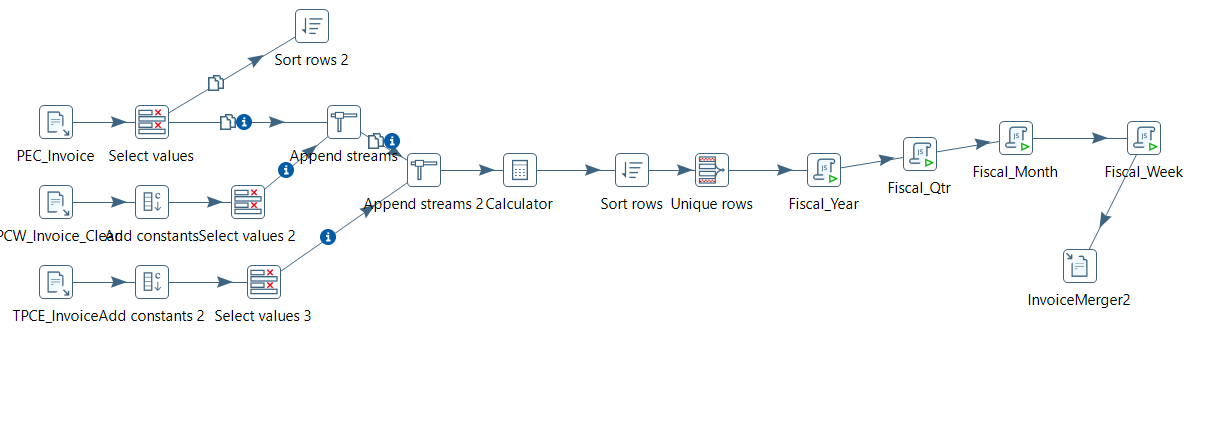 Sort rows 2
PEC_Invoice
Select values
Append streams
PCW_Invoice_Clean
Add constants
Select values 2
Append streams 2
Calculator
Sort rows
Unique rows
Fiscal_Year
Fiscal_Qtr
Fiscal_Month
Fiscal_Week
TPCE_Invoice
Add constants 2
Select values 3
InvoiceMerger2